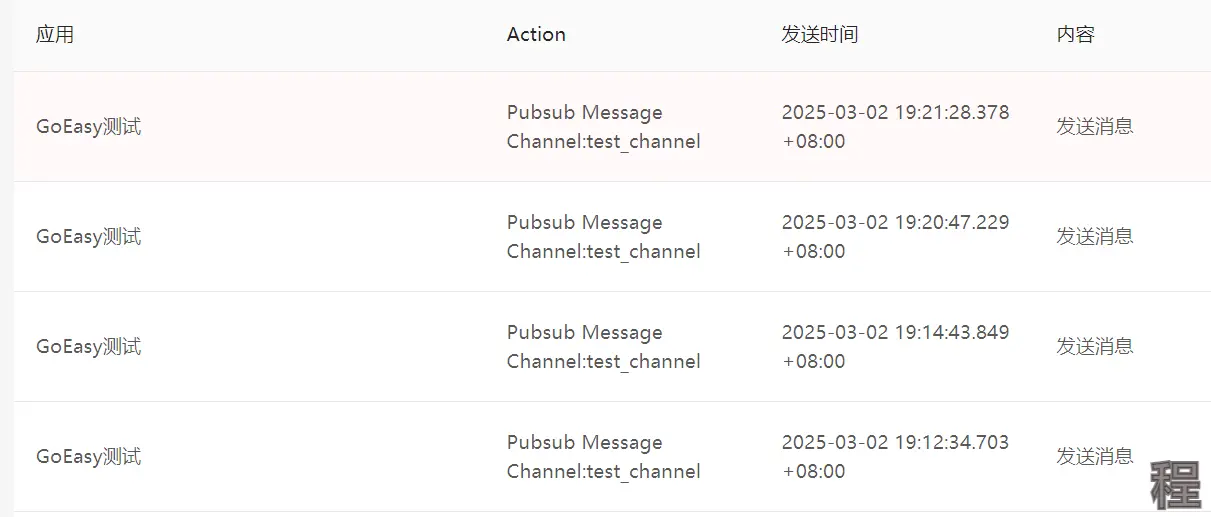 应用 Action 发送时间 内容
Pubsub Message 2025-03-02 19:21:28.378
GoEasy测试 发送消息
Channel:test_channel +08:00
Pubsub Message 2025-03-02 19:20:47.229
GoEasy测试 发送消息
Channel:test_channel +08:00
Pubsub Message 2025-03-02 19:14:43.849
GoEasy测试 发送消息
Channel:test_channel +08:00
Pubsub Message 2025-03-02 19:12:34.703
GoEasy测试 发送消息
Channel:test_channel +08:00
程